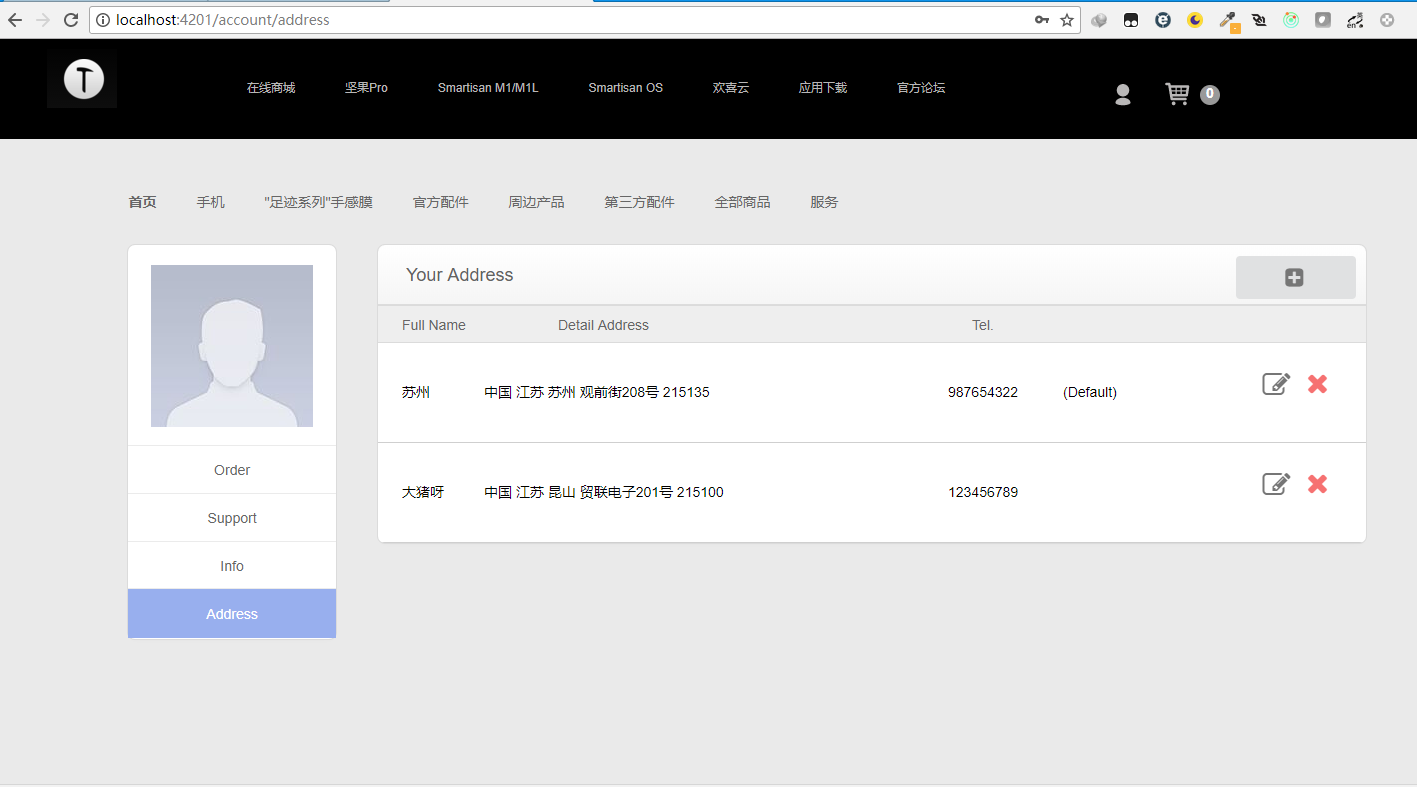 localhost:4201/account/address
en
T
在线商城 坚果Pro Smartisan M1/M1L Smartisan OS 欢喜云 应用下载 官方论坛 0
首页 手机 "足迹系列"手感膜 官方配件 周边产品 第三方配件 全部商品 服务
Your Address
Full Name Detail Address Tel.
苏州 中国 江苏 苏州 观前街208号 215135 987654322 (Default)
大猪呀 中国 江苏 昆山 贸联电子201号 215100 123456789
Order
Support
Info
Address